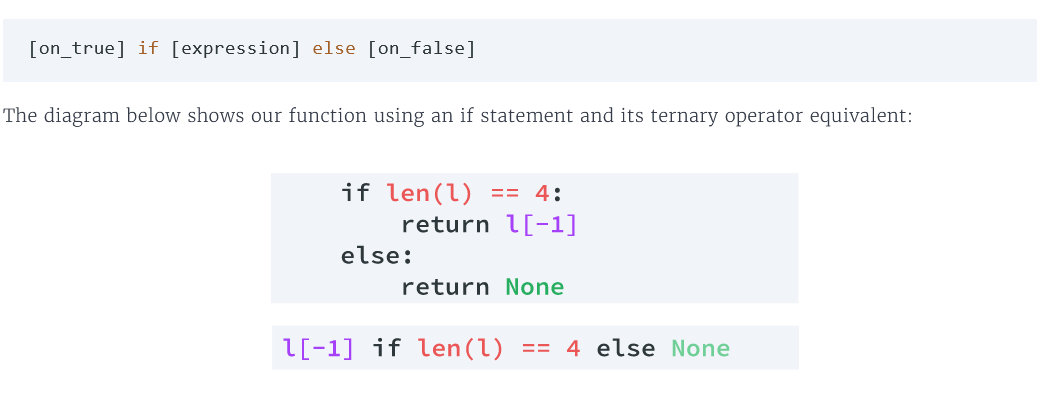 [on_true] if [expression] else [on_false]
The diagram below shows our function using an if statement and its ternary operator equivalent:
if len(l) == 4:
return l[-1]
else:
return None
l[-1] if len(l) == 4 else None